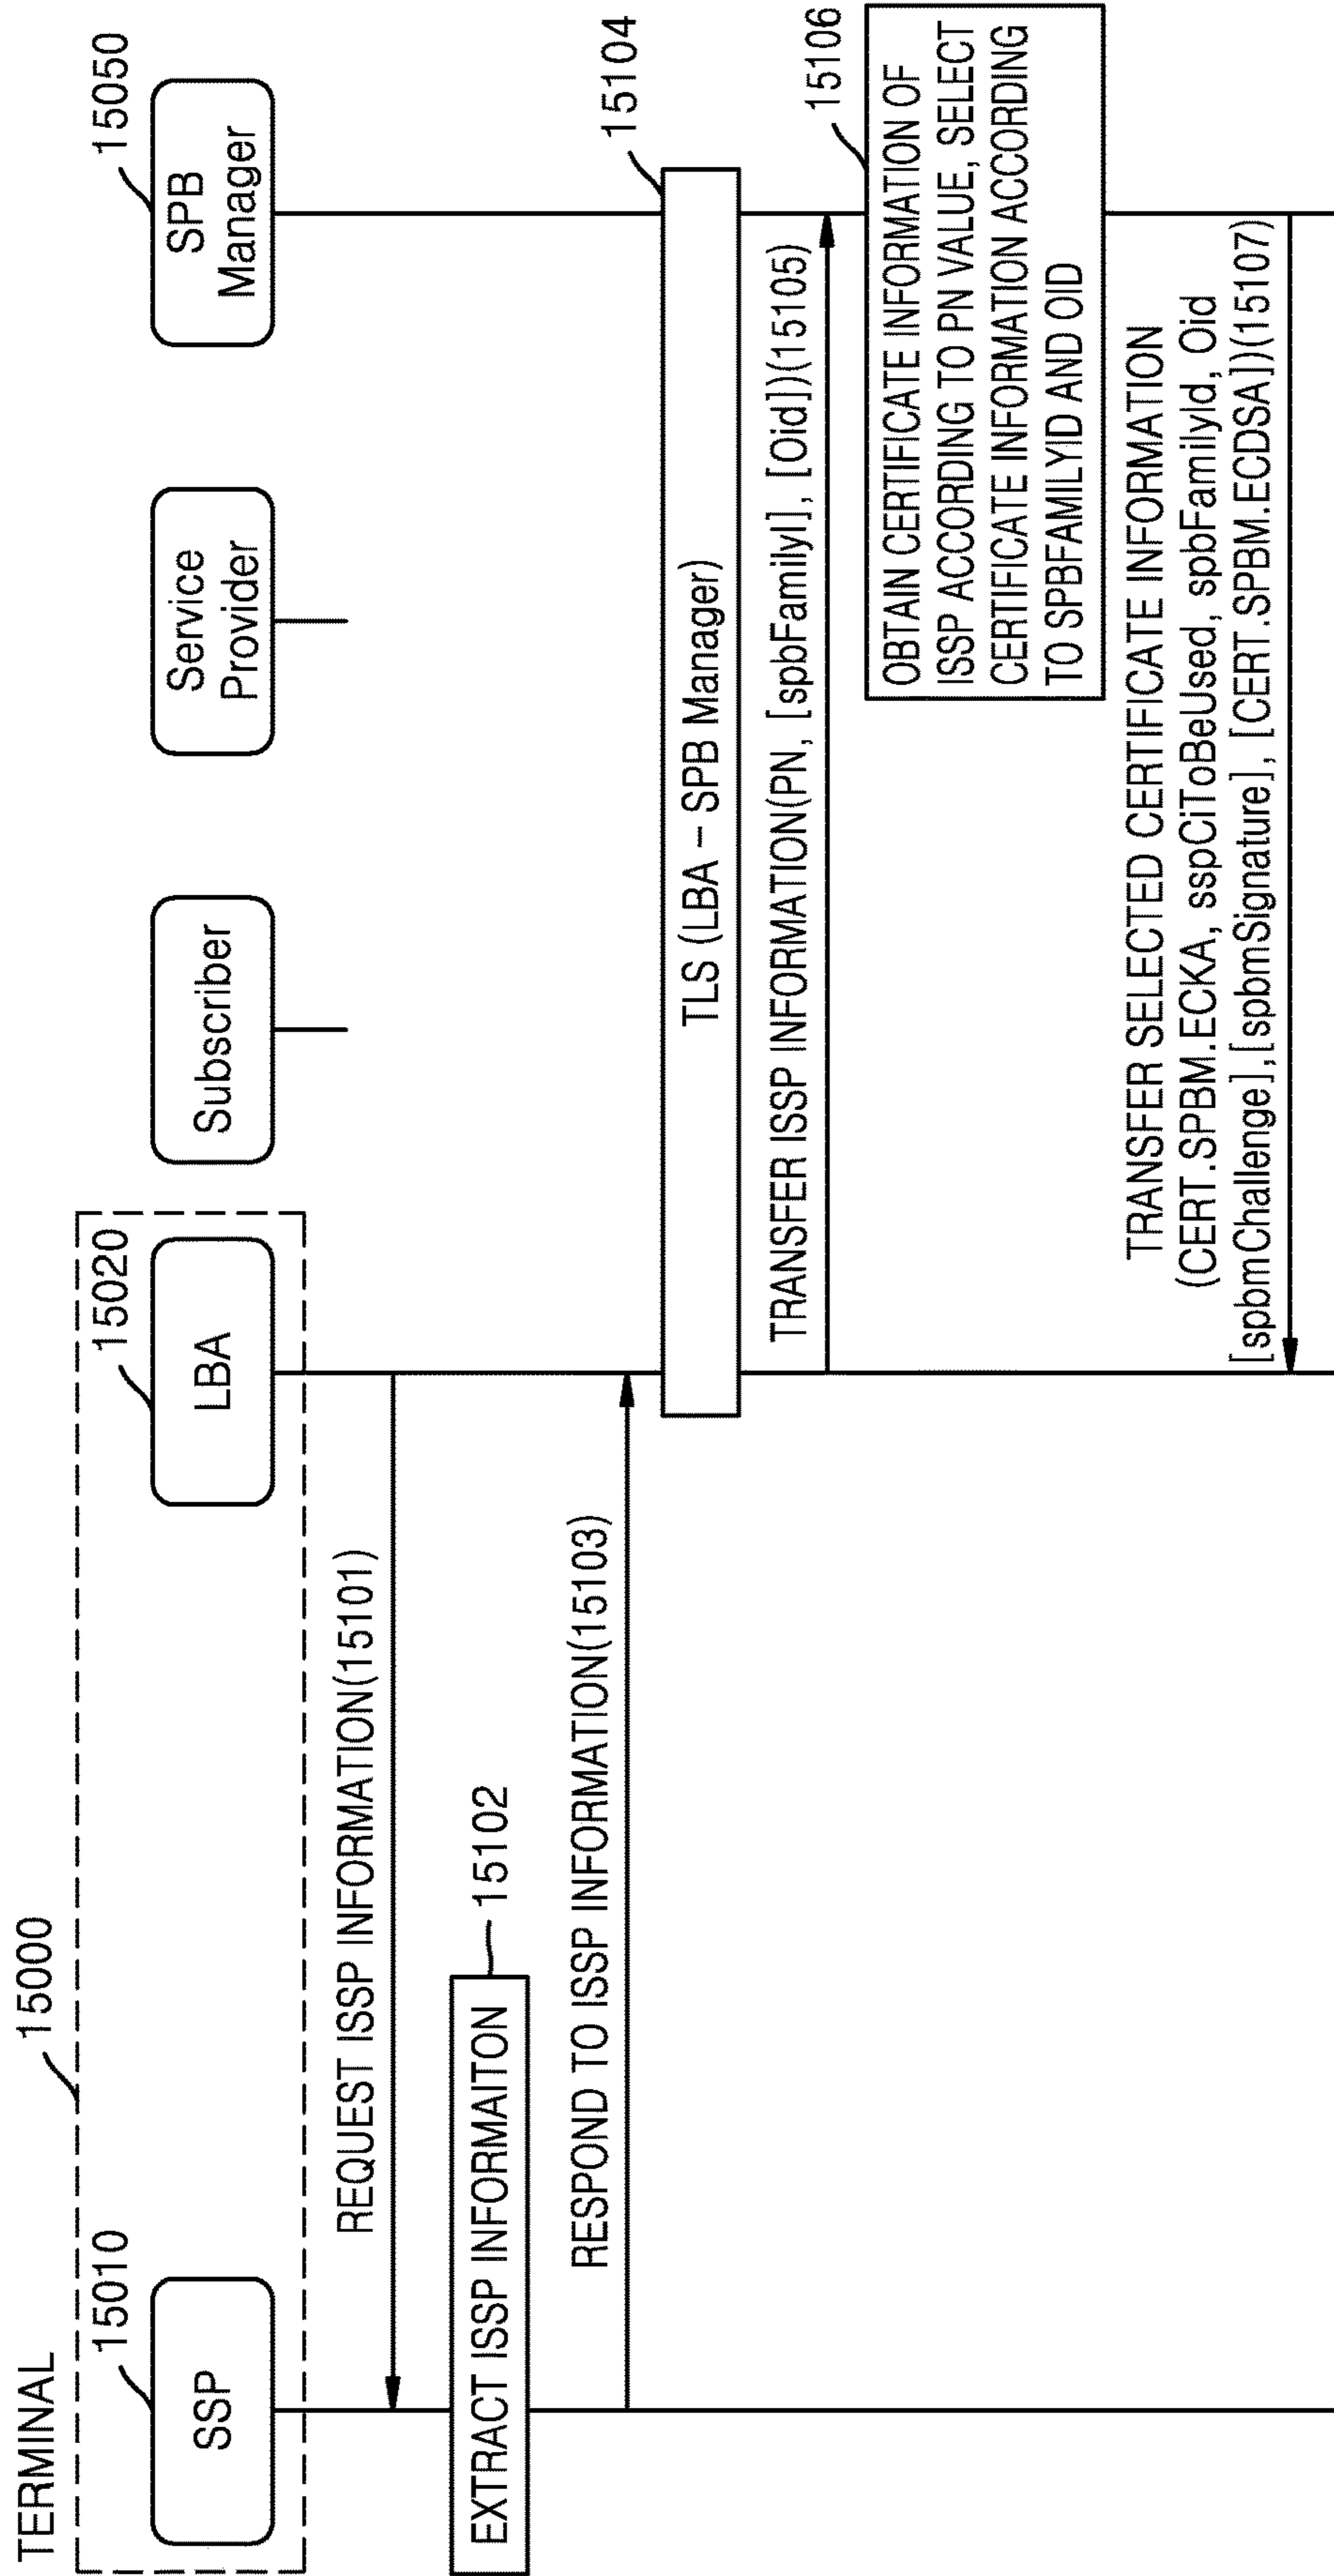 TERMINAL
15000
15010
SSP
15020
LBA
Subscriber
Service
Provider
15050
SPB
Manager
REQUEST ISSP INFORMATION(15101)
EXTRACT ISSP INFORMAITON
15102
RESPOND TO ISSP INFORMATION(15103)
15104
TLS (LBA – SPB Manager)
TRANSFER ISSP INFORMATION(PN, [spbFamilyI], [Oid])(15105)
15106
OBTAIN CERTIFICATE INFORMATION OF
ISSP ACCORDING TO PN VALUE, SELECT
CERTIFICATE INFORMATION ACCORDING
TO SPBFAMILYID AND OID
TRANSFER SELECTED CERTIFICATE INFORMATION
(CERT.SPBM.ECKA, sspCiToBeUsed, spbFamilyId, Oid
[spbmChallenge],[spbmSignature], [CERT.SPBM.ECDSA])(15107)